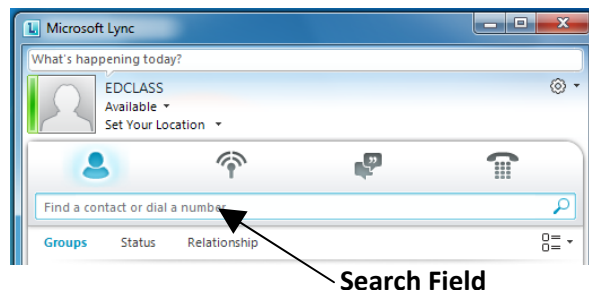 Microsoft Lync
What's happening today?
EDCLASS
Available
Set Your Location
Find a contact or dial a number
Groups Status Relationship
Search Field